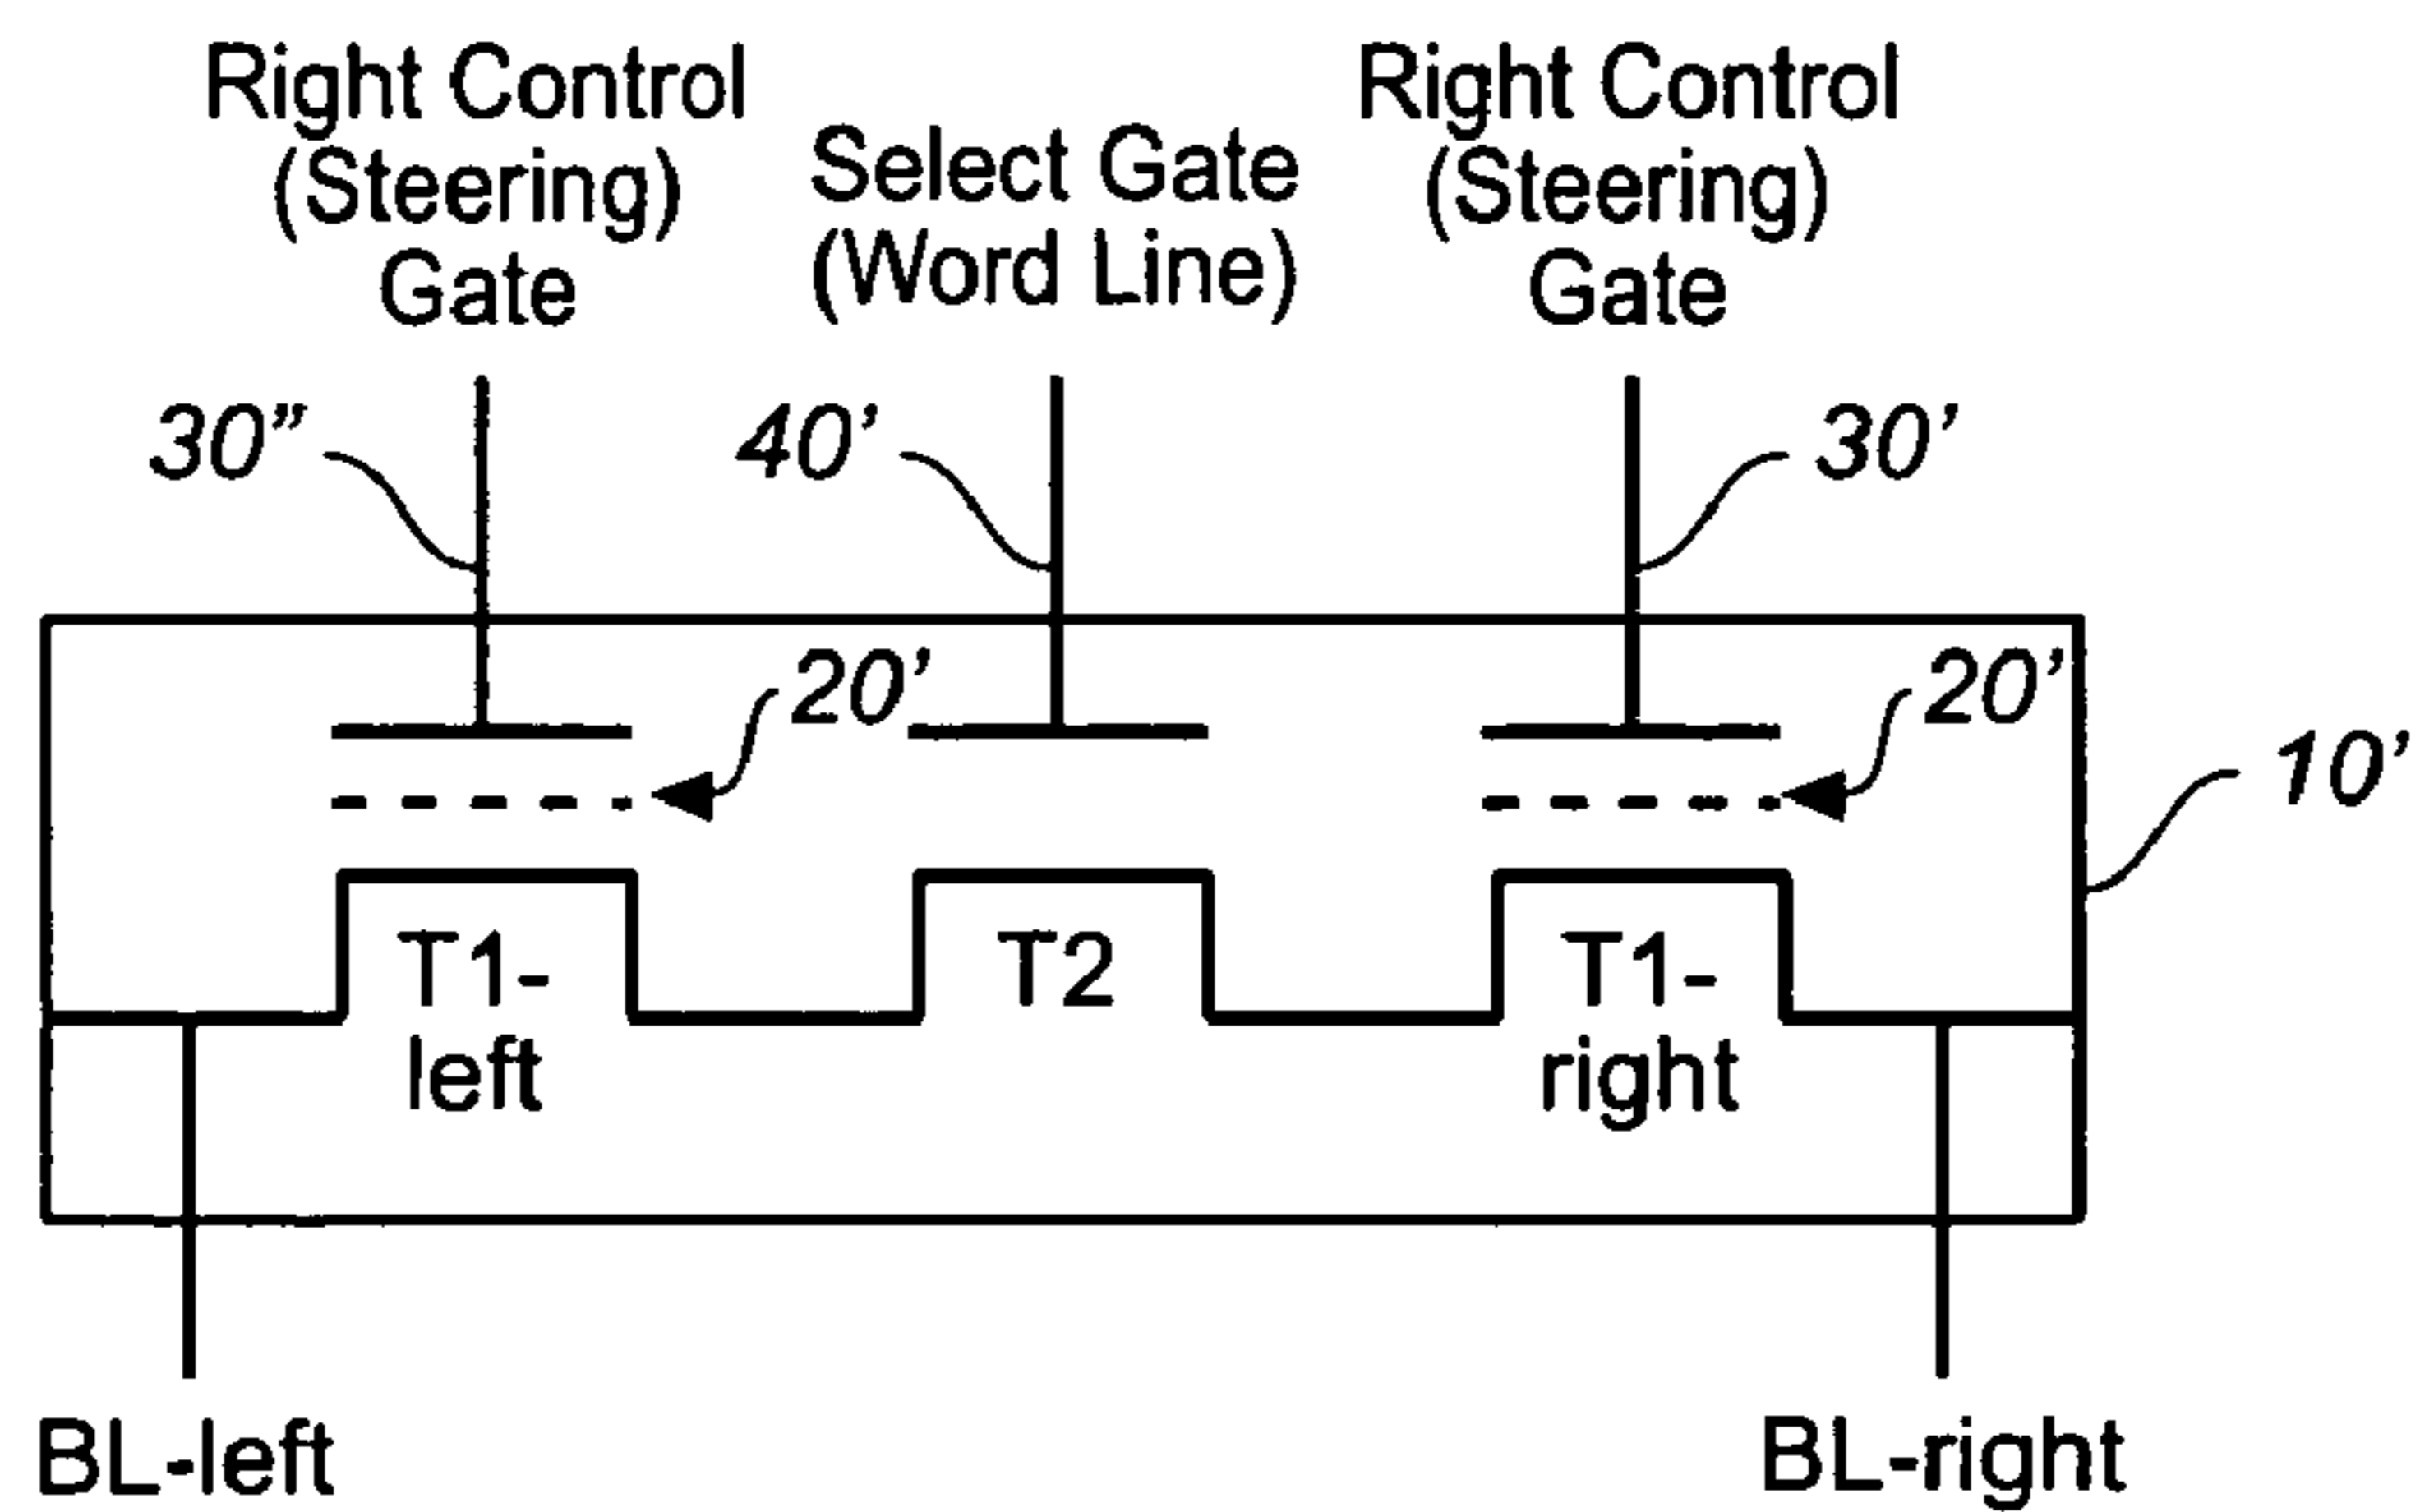 Right Control
(Steering)
Gate
Select Gate
(Word Line)
Right Control
(Steering)
Gate
30”
40’
30’
20’
20’
10’
T1-
left
T2
T1-
right
BL-left
BL-right